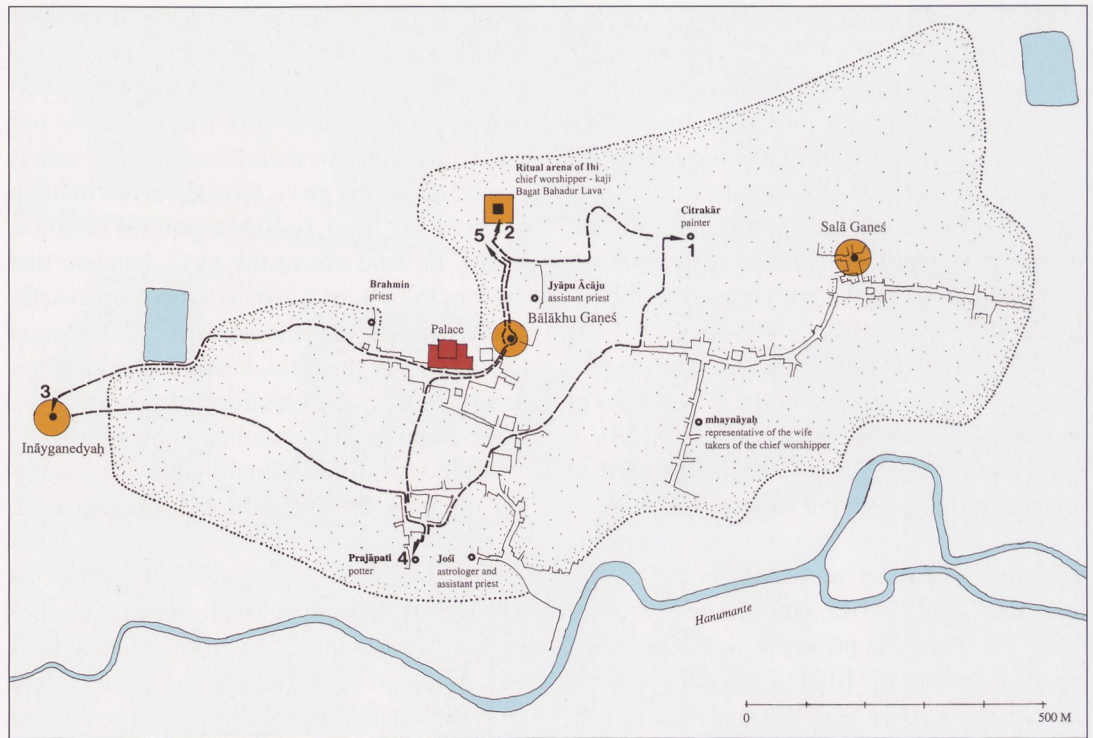 Ritual arena of Ihi
chief worshipper - kaji
Bagat Bahadur Lava
2
5
Citrakār
painter
1
Salā Gaṇeś
Jyāpu Ācāju
assistant priest
Bālākhu Gaṇeś
Brahmin
priest
Palace
3
Ināyganedyaḥ
mhaynāyaḥ
representative of the wife
takers of the chief worshipper
Prajāpati
potter
4
Jośī
astrologer and
assistant priest
Hanumante
0
500 M